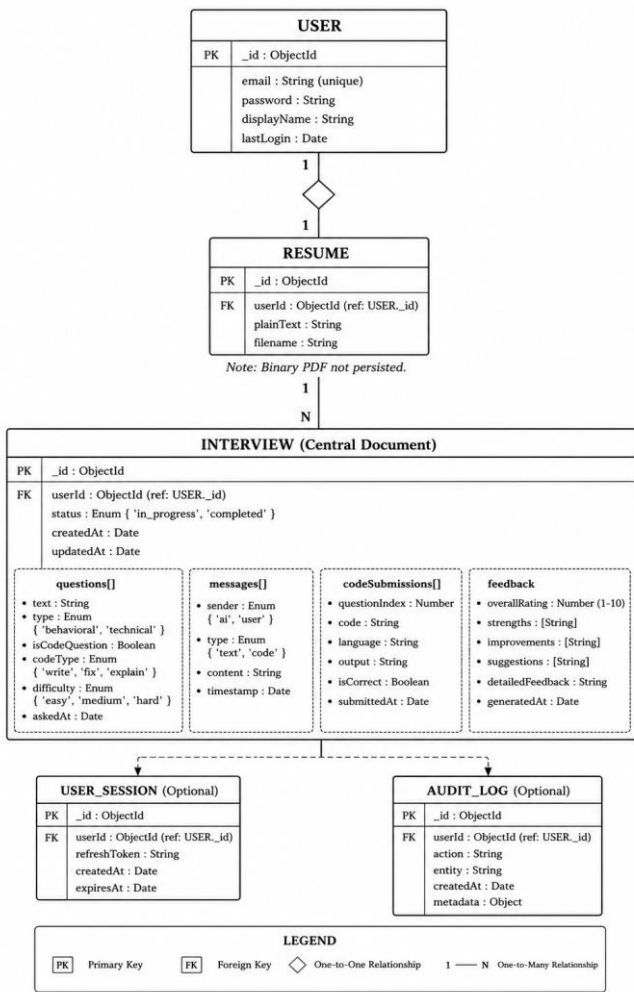 USER
PK _id : ObjectId
email : String (unique)
password : String
displayName : String
lastLogin : Date
1
1
RESUME
PK _id : ObjectId
FK userId : ObjectId (ref: USER._id)
plainText : String
filename : String
Note: Binary PDF not persisted.
1
N
INTERVIEW (Central Document)
PK _id : ObjectId
FK userId : ObjectId (ref: USER._id)
status : Enum { 'in_progress', 'completed' }
createdAt : Date
updatedAt : Date
questions[]
• text : String
• type : Enum
{ 'behavioral', 'technical' }
• isCodeQuestion : Boolean
• codeType : Enum
{ 'write', 'fix', 'explain' }
• difficulty : Enum
{ 'easy', 'medium', 'hard' }
• askedAt : Date
messages[]
• sender : Enum
{ 'ai', 'user' }
• type : Enum
{ 'text', 'code' }
• content : String
• timestamp : Date
codeSubmissions[]
• questionIndex : Number
• code : String
• language : String
• output : String
• isCorrect : Boolean
• submittedAt : Date
feedback
• overallRating : Number (1-10)
• strengths : [String]
• improvements : [String]
• suggestions : [String]
• detailedFeedback : String
• generatedAt : Date
USER_SESSION (Optional)
PK _id : ObjectId
FK userId : ObjectId (ref: USER._id)
refreshToken : String
createdAt : Date
expiresAt : Date
AUDIT_LOG (Optional)
PK _id : ObjectId
FK userId : ObjectId (ref: USER._id)
action : String
entity : String
createdAt : Date
metadata : Object
LEGEND
PK Primary Key FK Foreign Key One-to-One Relationship 1 — N One-to-Many Relationship